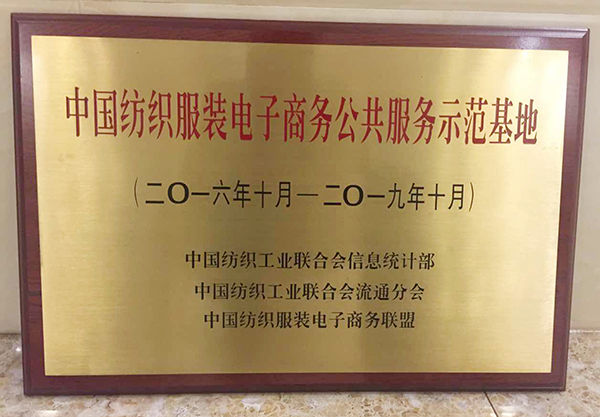 中国纺织服装电子商务公共服务示范基地
（二〇一六年十月—二〇一九年十月）
中国纺织工业联合会信息统计部
中国纺织工业联合会流通分会
中国纺织服装电子商务联盟